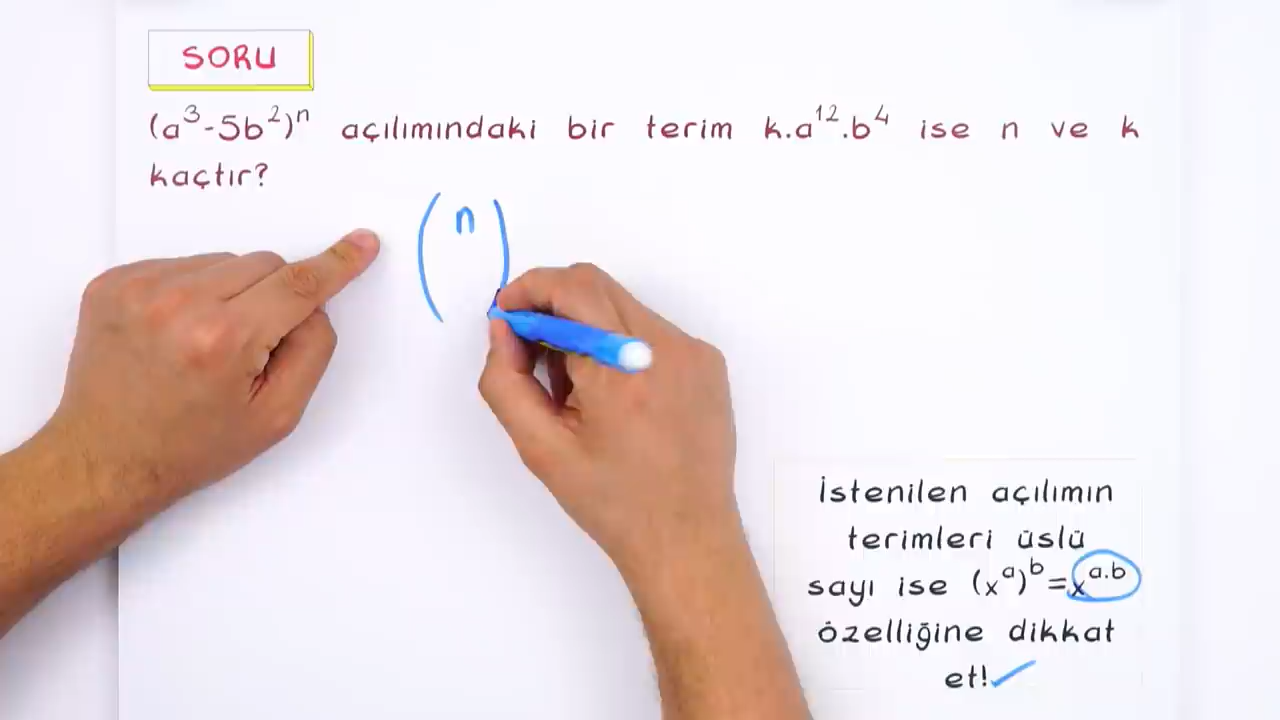 SORU
(a³-5b²)ⁿ açılımındaki bir terim k.a¹².b⁴ ise n ve k
kaçtır?
( n )
İstenilen açılımın
terimleri üslü
sayı ise (xᵃ)ᵇ = xᵃ·ᵇ
özelliğine dikkat
et! ✓